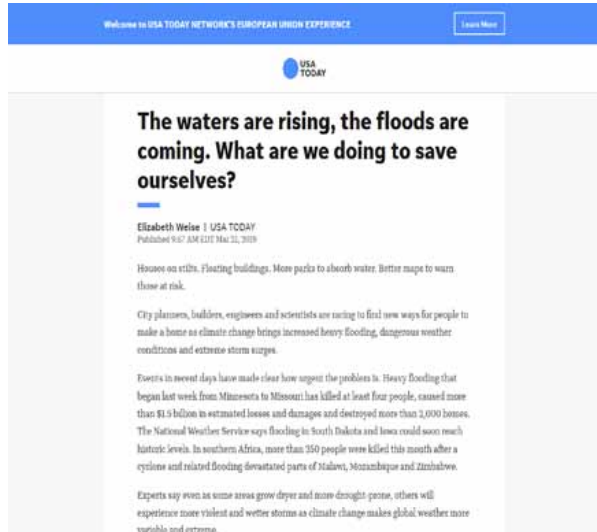 Welcome to USA TODAY NETWORK'S EUROPEAN UNION EXPERIENCE
Learn More
USA
TODAY
The waters are rising, the floods are
coming. What are we doing to save
ourselves?
Elizabeth Weise | USA TODAY
Published AM EDT Mar 2019
Houses on stilts. Floating buildings. More parks to absorb water. Better maps to warn
those at risk.
City planners, builders, engineers and scientists are racing to find new ways for people to
make a home as climate change brings increased heavy flooding, dangerous weather
conditions and extreme storm surges.
Events in recent days have made clear how urgent the problem is. Heavy flooding that
began last week from Minnesota to Missouri has killed at least four people, caused more
than $1.5 billion in estimated losses and damages and destroyed more than 2,000 homes.
The National Weather Service says flooding in South Dakota and Iowa could soon reach
historic levels. In southern Africa, more than 350 people were killed this month after a
cyclone and related flooding devastated parts of Malawi, Mozambique and Zimbabwe.
Experts say even as some areas grow dryer and more drought-prone, others will
experience more violent and wetter storms as climate change makes global weather more
variable and extreme.